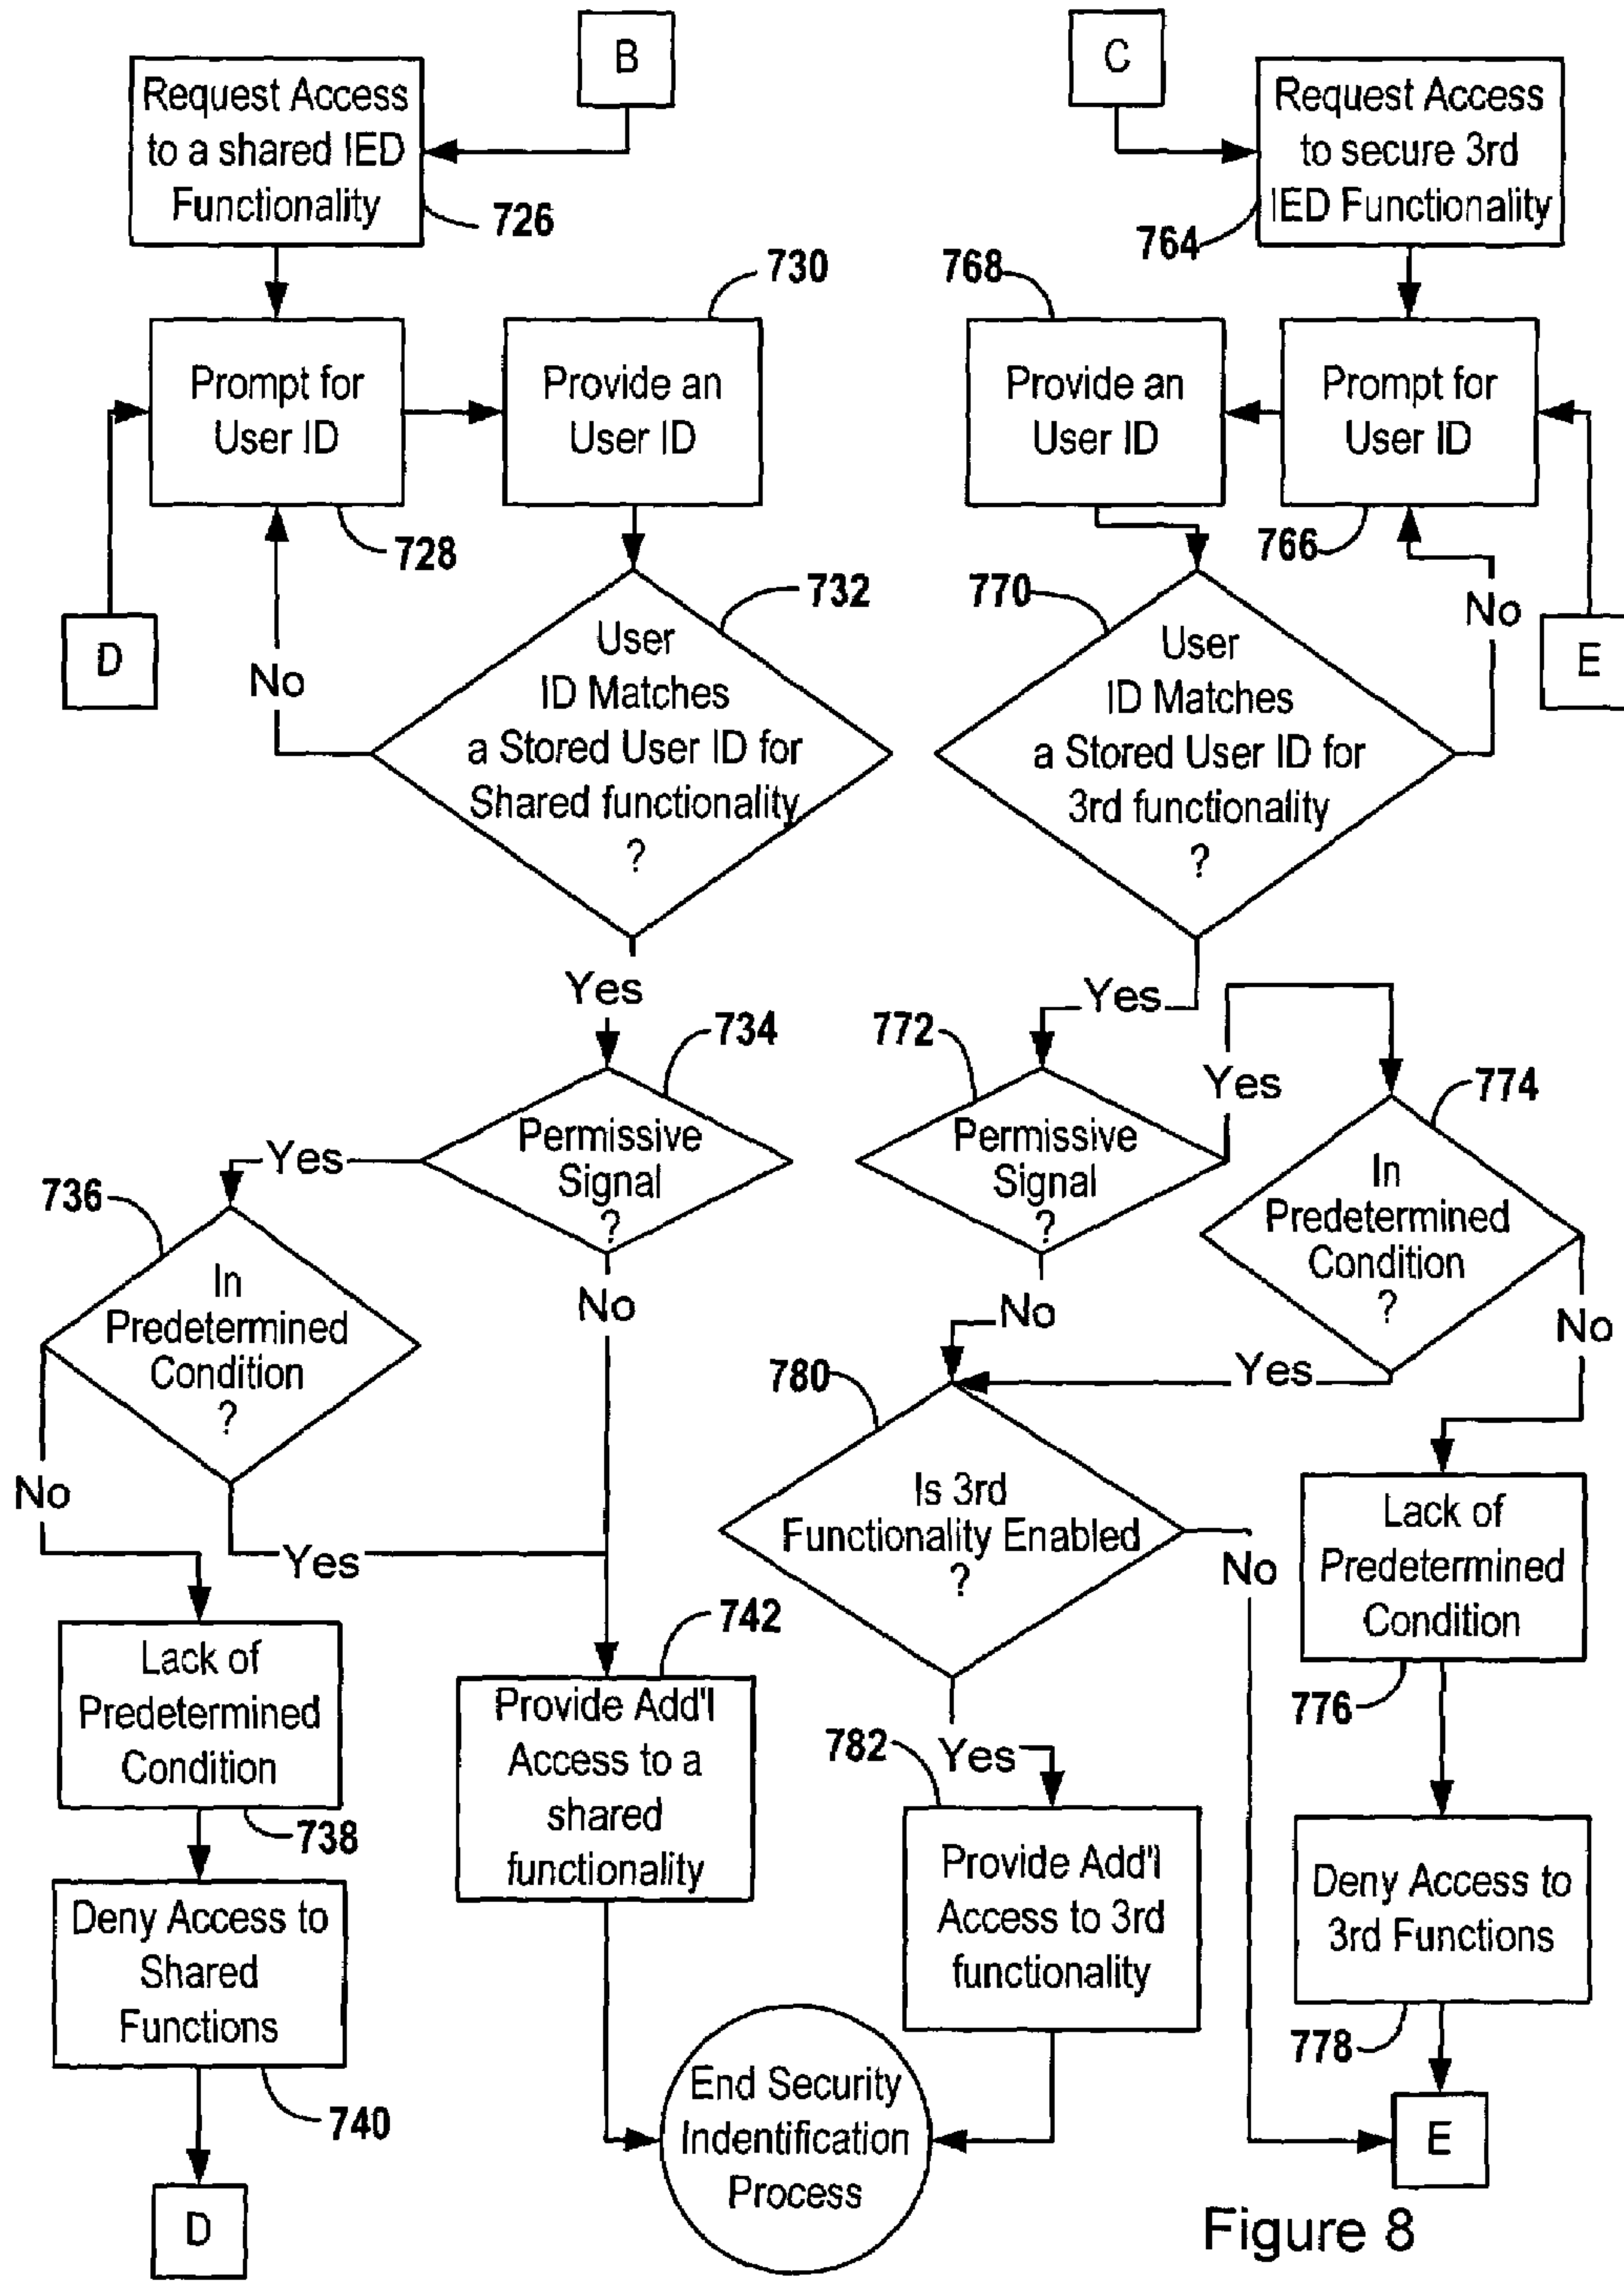 B
C
Request Access
to a shared IED
Functionality
726
Request Access
to secure 3rd
IED Functionality
764
730
768
Prompt for
User ID
728
Provide an
User ID
Provide an
User ID
Prompt for
User ID
766
D
No
732
User
ID Matches
a Stored User ID for
Shared functionality
?
770
User
ID Matches
a Stored User ID for
3rd functionality
?
No
E
Yes
Yes
734
Permissive
Signal
?
Yes
No
772
Permissive
Signal
?
Yes
No
774
In
Predetermined
Condition
?
Yes
No
736
In
Predetermined
Condition
?
No
Yes
780
Is 3rd
Functionality Enabled
?
No
Yes
Lack of
Predetermined
Condition
776
Lack of
Predetermined
Condition
738
742
Provide Add'l
Access to a
shared
functionality
782
Provide Add'l
Access to 3rd
functionality
Deny Access to
3rd Functions
778
Deny Access to
Shared
Functions
740
End Security
Indentification
Process
E
D
Figure 8